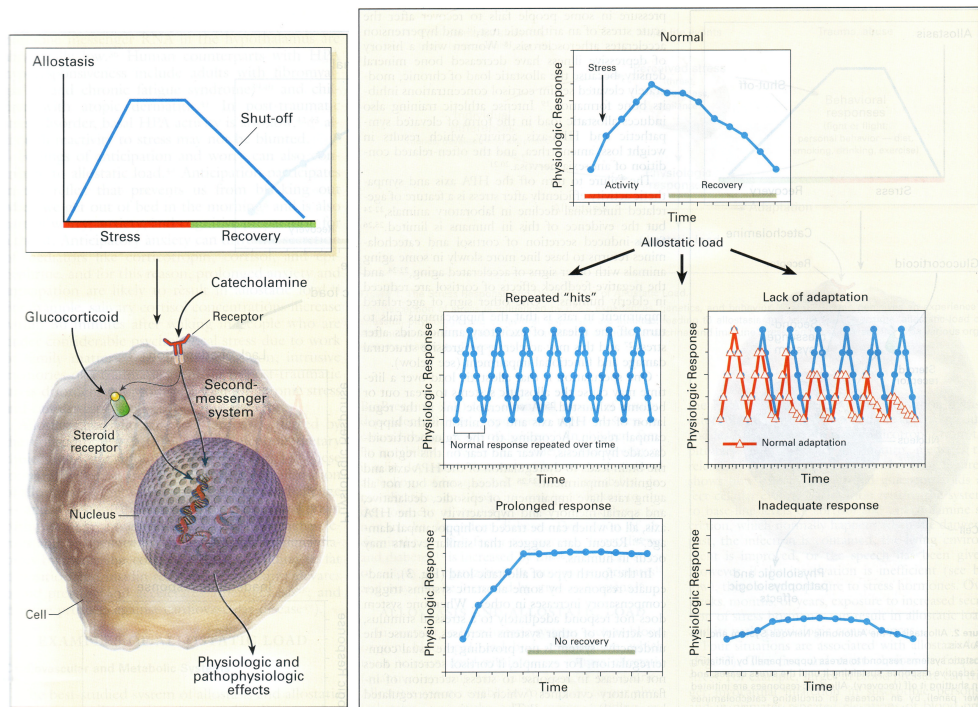 Allostasis
Shut-off
Stress
Recovery
Catecholamine
Glucocorticoid
Receptor
Second-
messenger
system
Steroid
receptor
Nucleus
Cell
Physiologic and
pathophysiologic
effects
Normal
Physiologic Response
Stress
Activity
Recovery
Time
Allostatic load
Repeated “hits”
Physiologic Response
Normal response repeated over time
Time
Lack of adaptation
Physiologic Response
Normal adaptation
Time
Prolonged response
Physiologic Response
No recovery
Time
Inadequate response
Physiologic Response
Time